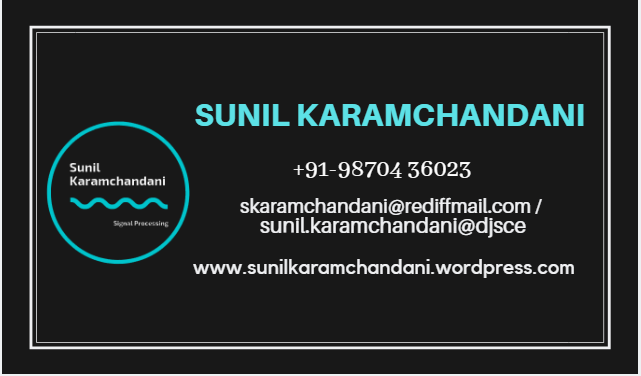 SUNIL KARAMCHANDANI
+91-98704 36023
skaramchandani@rediffmail.com /
sunil.karamchandani@djsce
www.sunilkaramchandani.wordpress.com
Sunil
Karamchandani
Signal Processing